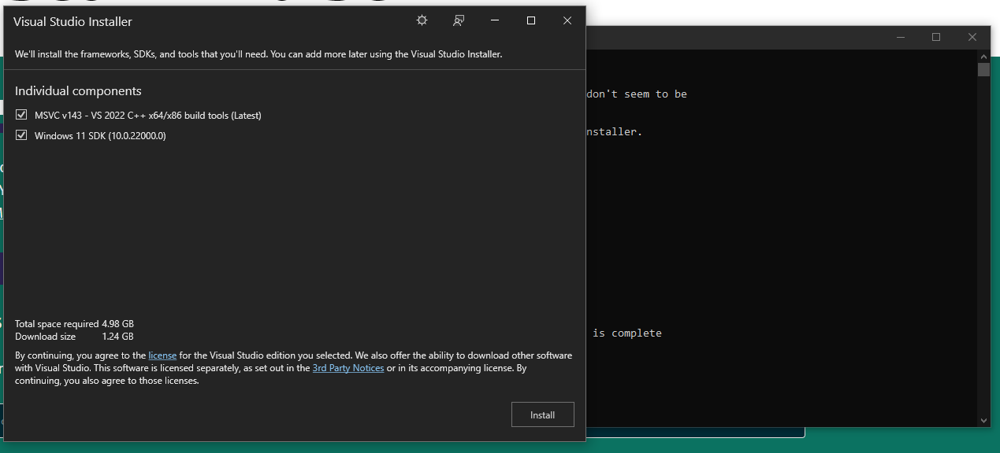 Visual Studio Installer
We'll install the frameworks, SDKs, and tools that you'll need. You can add more later using the Visual Studio Installer.
Individual components
MSVC v143 - VS 2022 C++ x64/x86 build tools (Latest)
Windows 11 SDK (10.0.22000.0)
Total space required 4.98 GB
Download size 1.24 GB
By continuing, you agree to the license for the Visual Studio edition you selected. We also offer the ability to download other software
with Visual Studio. This software is licensed separately, as set out in the 3rd Party Notices or in its accompanying license. By
continuing, you also agree to those licenses.
Install
don't seem to be
nstaller.
is complete